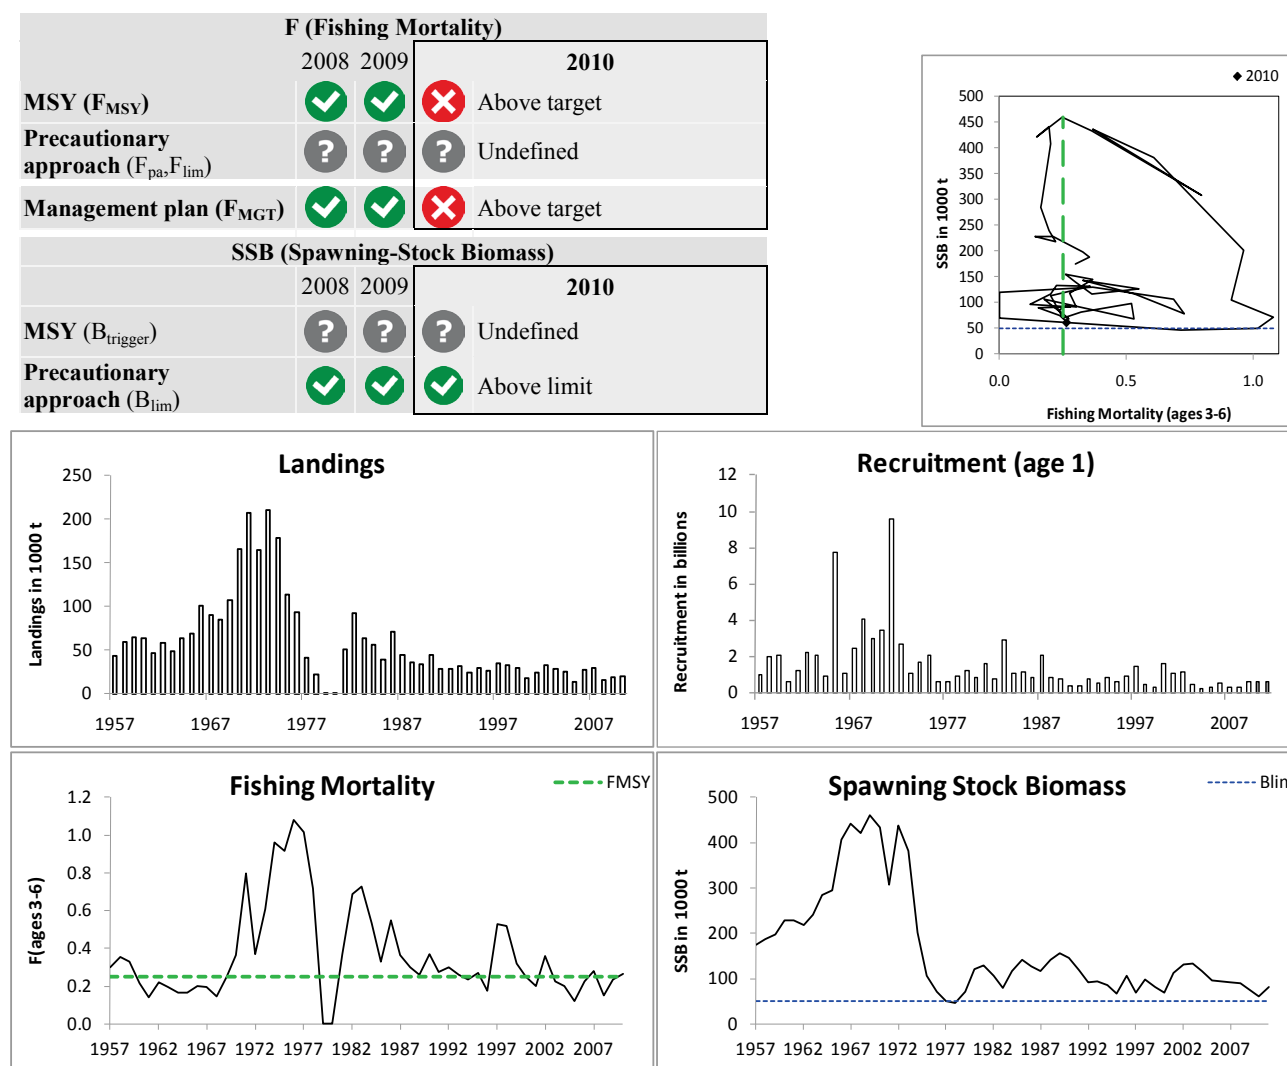 F (Fishing Mortality)
2008 2009 2010
MSY (FMSY) Above target
Precautionary
approach (Fpa,Flim) Undefined
Management plan (FMGT) Above target
SSB (Spawning-Stock Biomass)
2008 2009 2010
MSY (Btrigger) Undefined
Precautionary
approach (Blim) Above limit
2010
SSB in 1000 t
500
450
400
350
300
250
200
150
100
50
0
0.0 0.5 1.0
Fishing Mortality (ages 3-6)
Landings
Landings in 1000 t
250
200
150
100
50
0
1957 1967 1977 1987 1997 2007
Recruitment (age 1)
Recruitment in billions
12
10
8
6
4
2
0
1957 1967 1977 1987 1997 2007
Fishing Mortality
FMSY
F(ages 3-6)
1.2
1.0
0.8
0.6
0.4
0.2
0.0
1957 1962 1967 1972 1977 1982 1987 1992 1997 2002 2007
Spawning Stock Biomass
Blim
SSB in 1000 t
500
400
300
200
100
0
1957 1962 1967 1972 1977 1982 1987 1992 1997 2002 2007